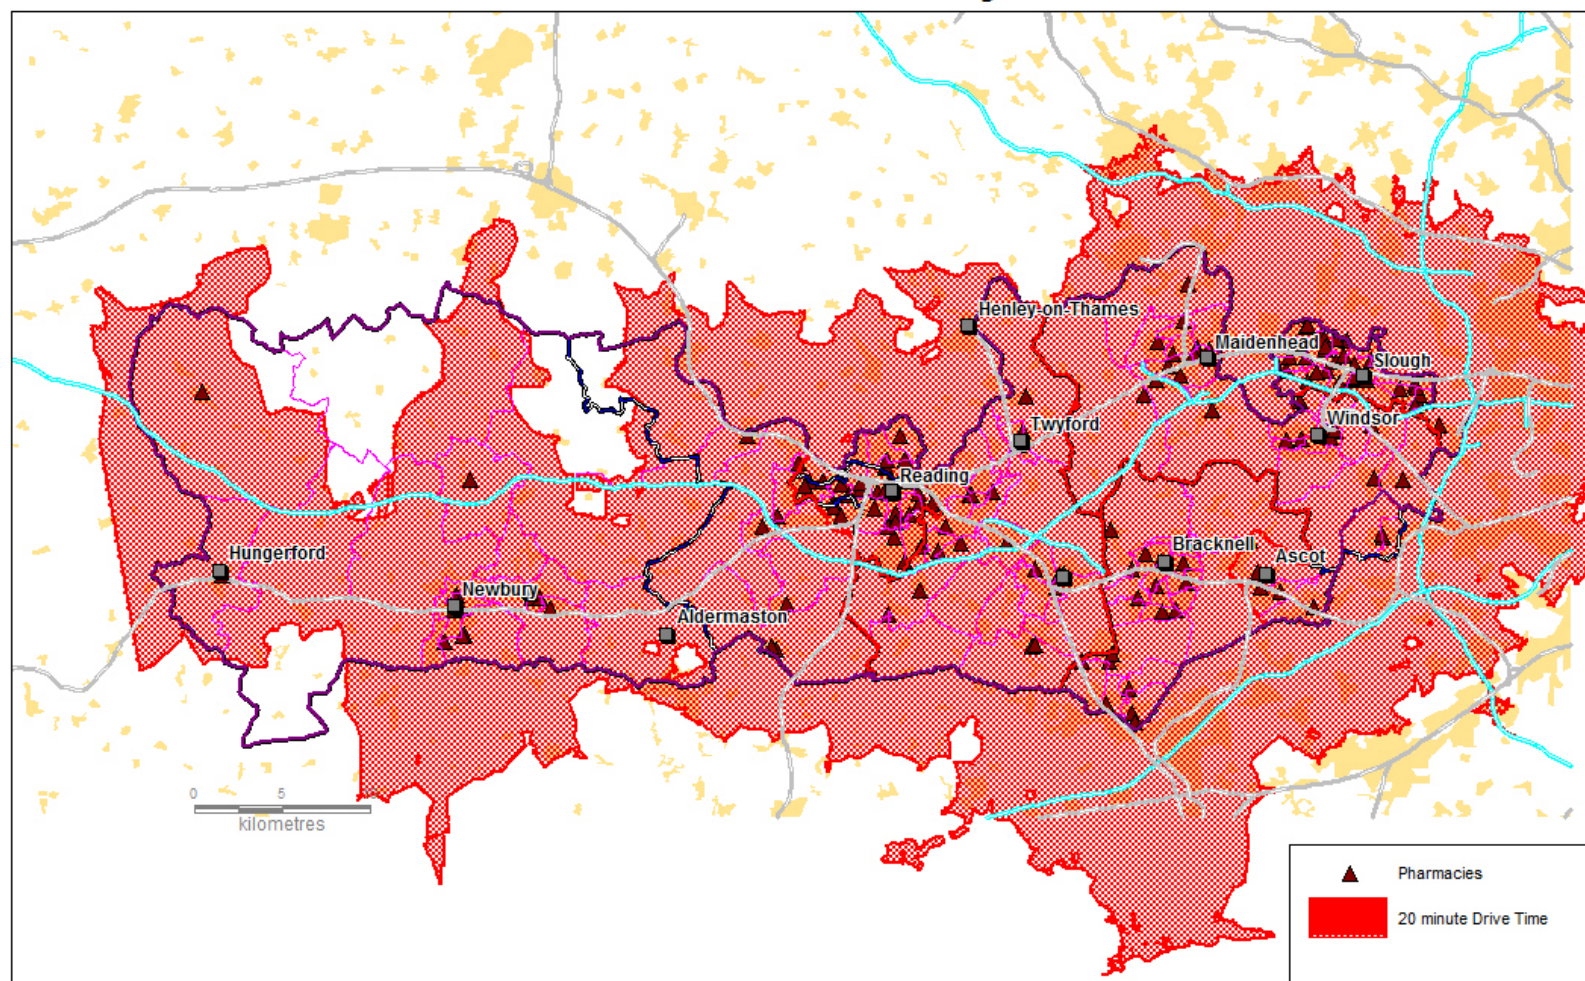 Henley-on-Thames
Maidenhead
Slough
Twyford
Windsor
Reading
Hungerford
Bracknell
Ascot
Newbury
Aldermaston
0 5
kilometres
Pharmacies
20 minute Drive Time